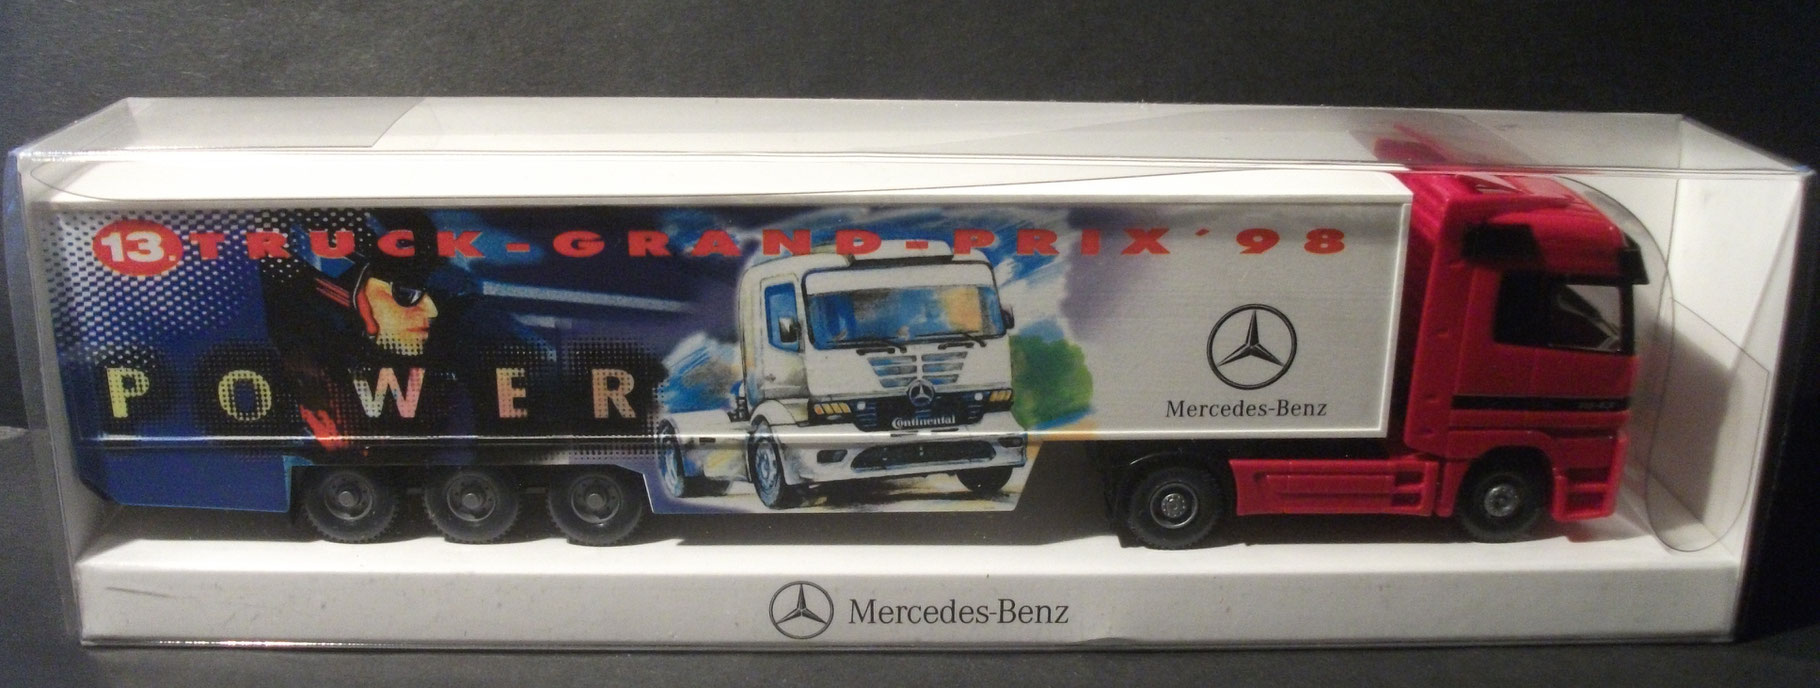 13. TRUCK-GRAND-PRIX '98
POWER
Continental
Mercedes-Benz
Mercedes-Benz